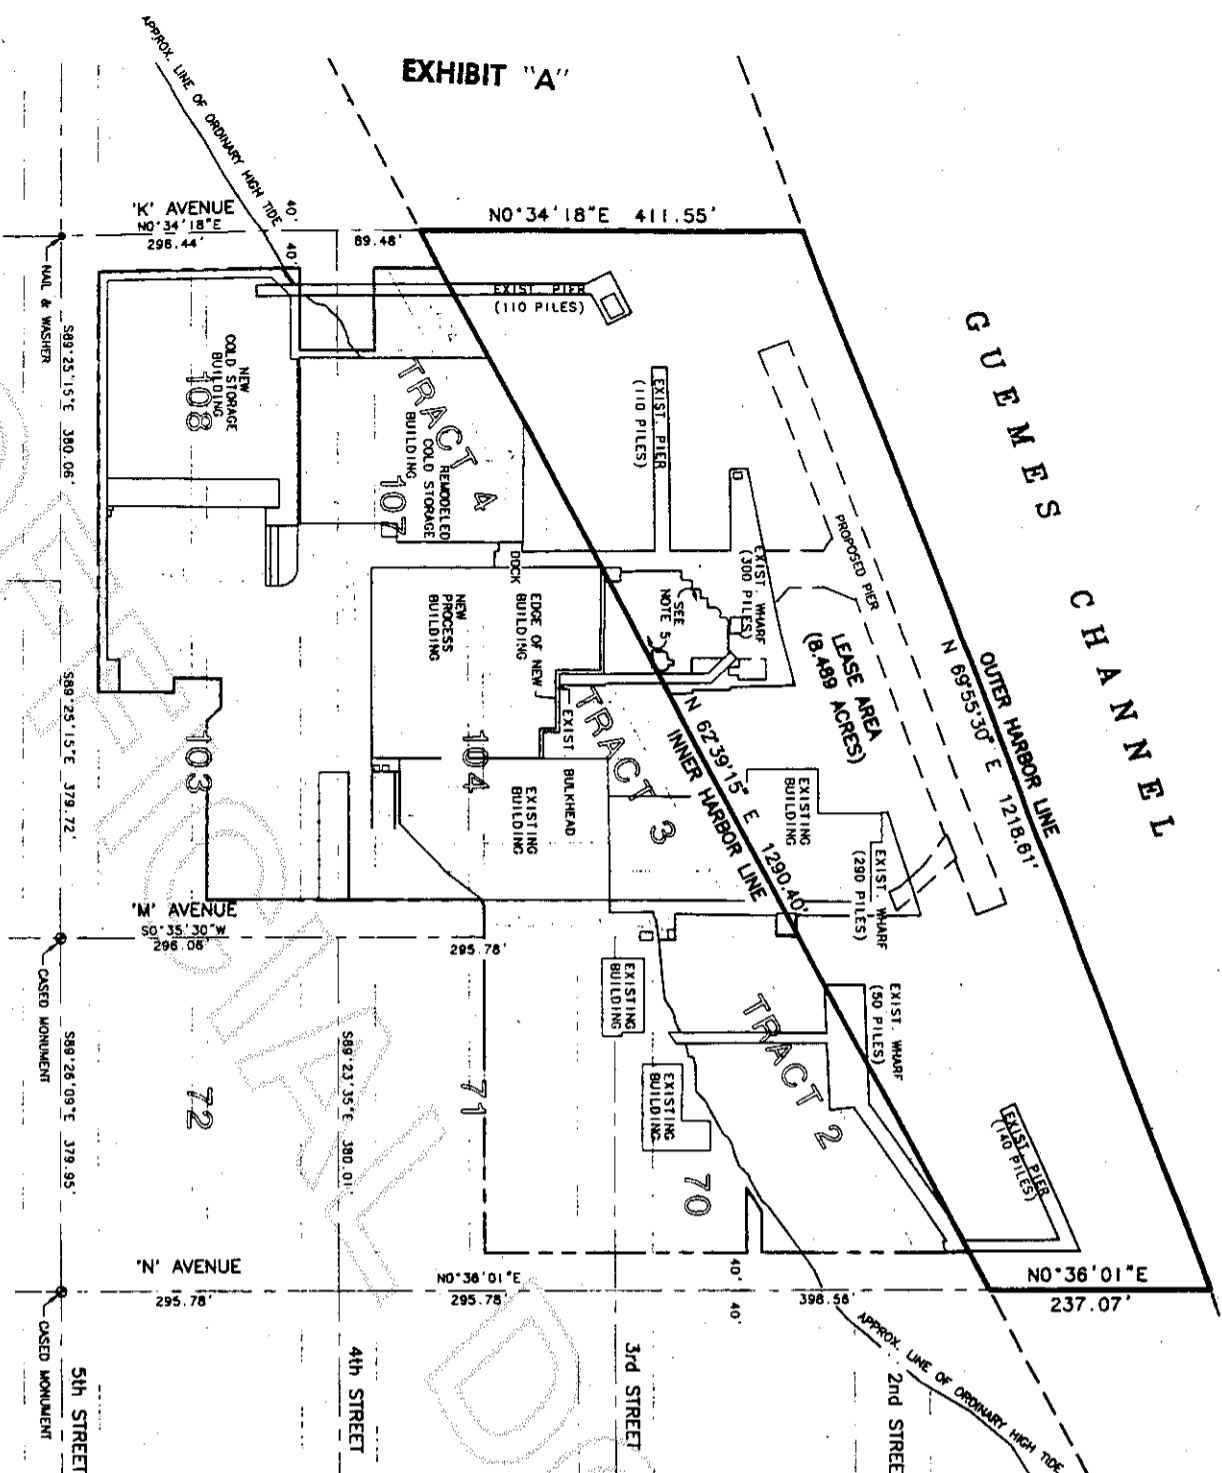 EXHIBIT "A"
APPROX. LINE OF ORDINARY HIGH TIDE
'K' AVENUE
N0°34'18"E
298.44'
40'
40'
89.48'
N0°34'18"E 411.55'
NAIL & WASHER
S89°25'15"E 380.06'
EXIST. PIER
(110 PILES)
NEW
COLD STORAGE
BUILDING
108
TRACT 4
REMODELED
COLD STORAGE
BUILDING
107
EXIST. PIER
(110 PILES)
GUEMES CHANNEL
PROPOSED PIER
DOCK
EXIST. WHARF
(300 PILES)
SEE
NOTE 5
EDGE OF NEW
BUILDING
NEW
PROCESS
BUILDING
LEASE AREA
(8.489 ACRES)
OUTER HARBOR LINE
N 69°55'30" E 1218.61'
S89°25'15"E 379.72'
103
104
EXIST. BULKHEAD
TRACT 3
N 62°39'15" E 1290.40'
INNER HARBOR LINE
EXISTING
BUILDING
EXISTING
BUILDING
EXIST. WHARF
(290 PILES)
'M' AVENUE
S0°35'30"W
296.08'
295.78'
CASED MONUMENT
EXISTING
BUILDING
EXIST. WHARF
(50 PILES)
TRACT 2
S89°26'09"E 379.95'
72
S89°23'35"E 380.01'
71
EXISTING
BUILDING
70
EXIST. PIER
(140 PILES)
'N' AVENUE
295.78'
N0°36'01"E
295.78'
40'
40'
398.56
N0°36'01"E
237.07'
CASED MONUMENT
5th STREET
4th STREET
3rd STREET
2nd STREE
APPROX. LINE OF ORDINARY HIGH TIDE